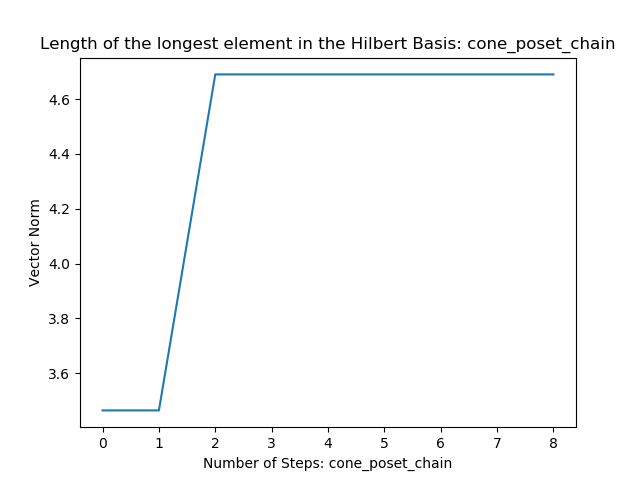 Length of the longest element in the Hilbert Basis: cone_poset_chain
4.6
4.4
4.2
4.0
3.8
3.6
Vector Norm
0 1 2 3 4 5 6 7 8
Number of Steps: cone_poset_chain